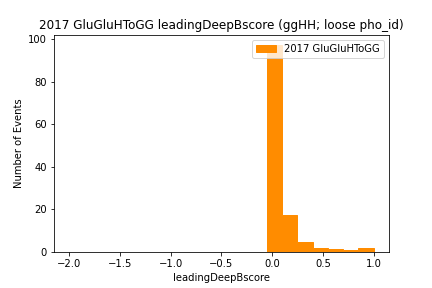 2017 GluGluHToGG leadingDeepBscore (ggHH; loose pho_id)
2017 GluGluHToGG
Number of Events
100
80
60
40
20
0
−2.0 −1.5 −1.0 −0.5 0.0 0.5 1.0
leadingDeepBscore